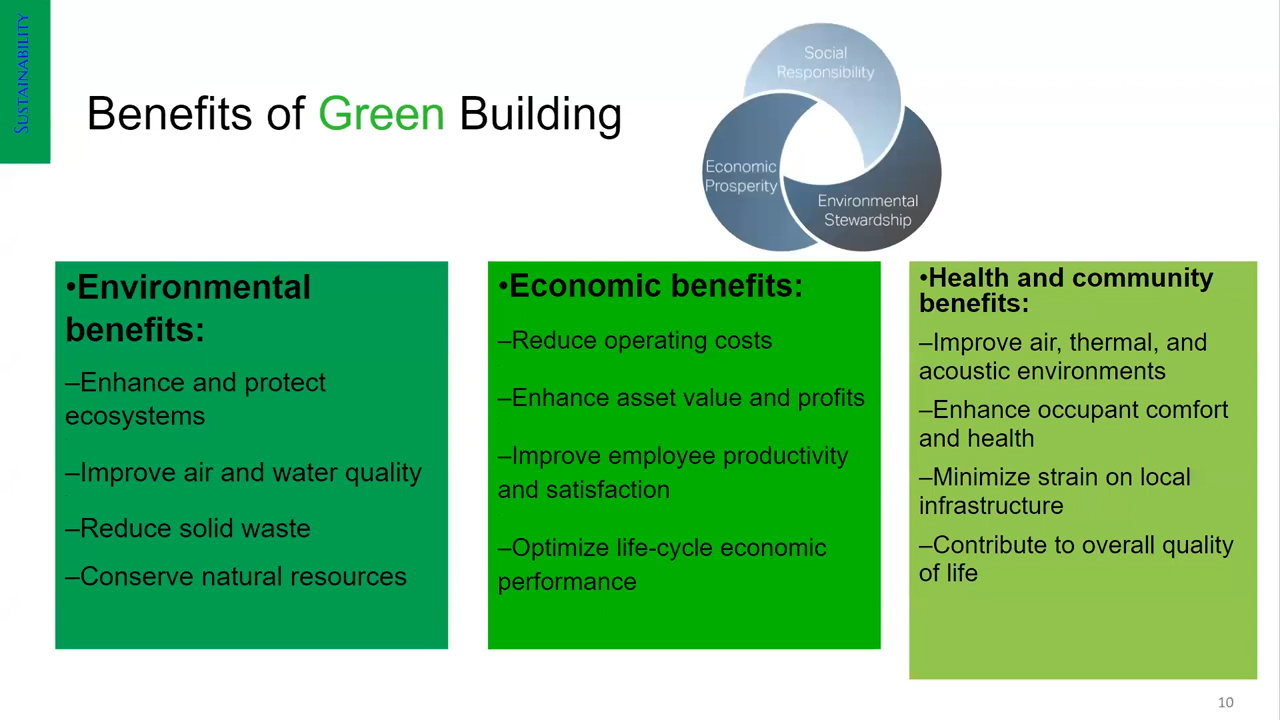 SUSTAINABILITY
Benefits of Green Building
Social
Responsibility
Economic
Prosperity
Environmental
Stewardship
•Environmental
benefits:
–Enhance and protect
ecosystems
–Improve air and water quality
–Reduce solid waste
–Conserve natural resources
•Economic benefits:
–Reduce operating costs
–Enhance asset value and profits
–Improve employee productivity
and satisfaction
–Optimize life-cycle economic
performance
•Health and community
benefits:
–Improve air, thermal, and
acoustic environments
–Enhance occupant comfort
and health
–Minimize strain on local
infrastructure
–Contribute to overall quality
of life
10